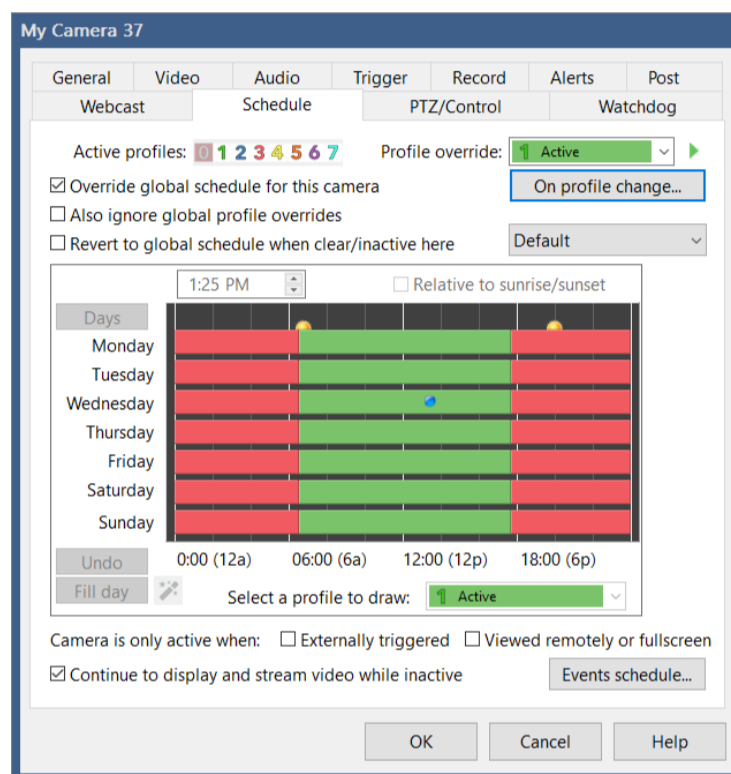 My Camera 37
General Video Audio Trigger Record Alerts Post
Webcast Schedule PTZ/Control Watchdog
Active profiles: 0 1 2 3 4 5 6 7 Profile override: 1 Active
Override global schedule for this camera On profile change...
Also ignore global profile overrides
Revert to global schedule when clear/inactive here Default
1:25 PM Relative to sunrise/sunset
Days
Monday
Tuesday
Wednesday
Thursday
Friday
Saturday
Sunday
Undo 0:00 (12a) 06:00 (6a) 12:00 (12p) 18:00 (6p)
Fill day Select a profile to draw: 1 Active
Camera is only active when: Externally triggered Viewed remotely or fullscreen
Continue to display and stream video while inactive Events schedule...
OK Cancel Help